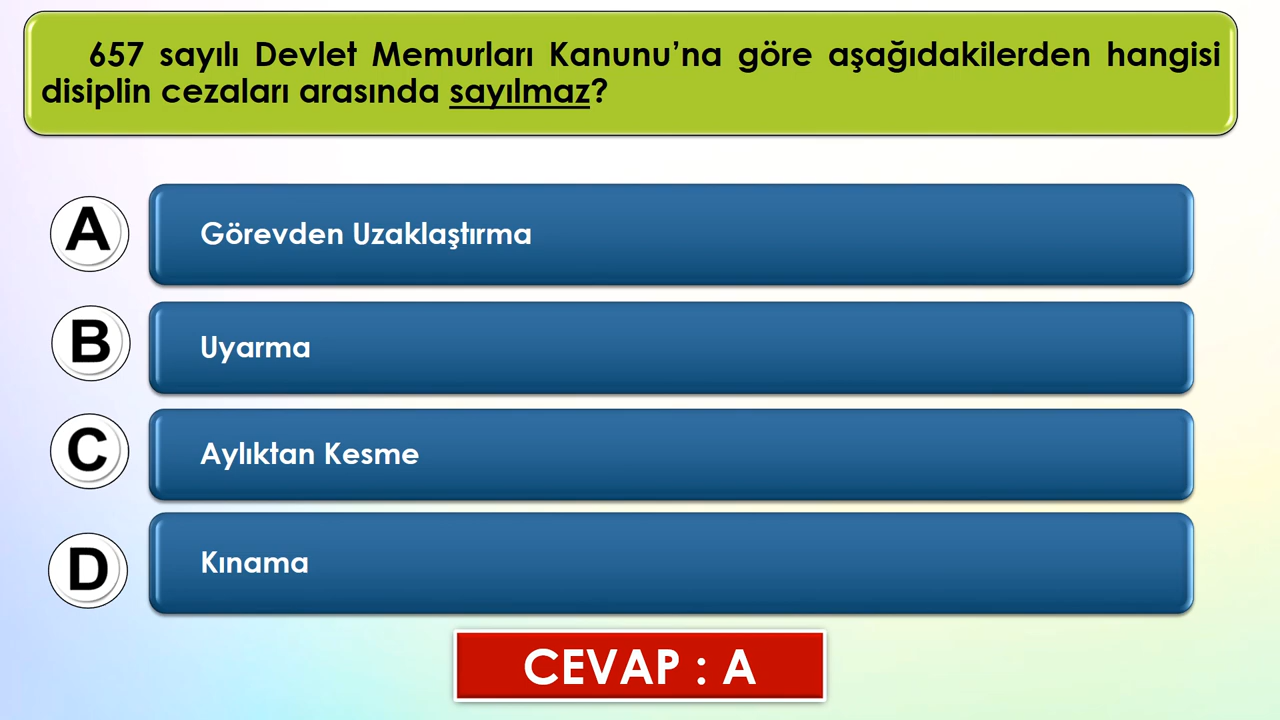 657 sayılı Devlet Memurları Kanunu’na göre aşağıdakilerden hangisi
disiplin cezaları arasında sayılmaz?
A Görevden Uzaklaştırma
B Uyarma
C Aylıktan Kesme
D Kınama
CEVAP : A